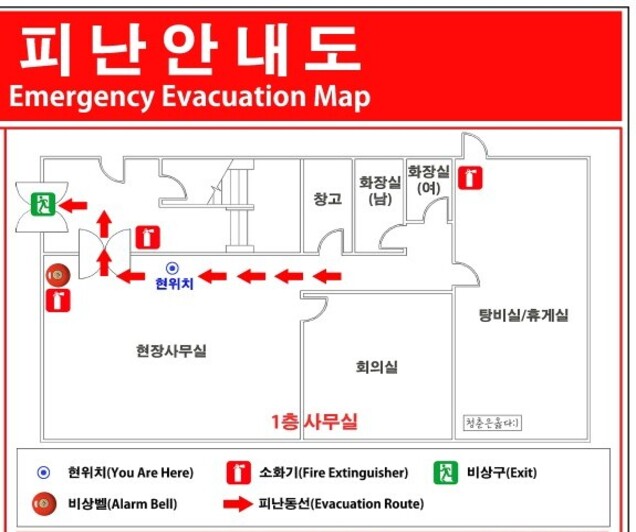 피난안내도
Emergency Evacuation Map
창고
화장실
(남)
화장실
(여)
현위치
탕비실/휴게실
현장사무실
회의실
1층 사무실
청춘은옳다:)
현위치(You Are Here)
소화기(Fire Extinguisher)
비상구(Exit)
비상벨(Alarm Bell)
피난동선(Evacuation Route)